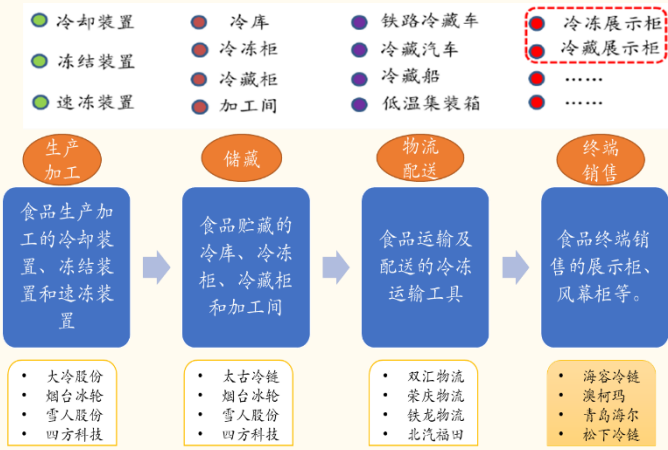 冷却装置
冻结装置
速冻装置
冷库
冷冻柜
冷藏柜
加工间
铁路冷藏车
冷藏汽车
冷藏船
低温集装箱
冷冻展示柜
冷藏展示柜
……
……
生产
加工
储藏
物流
配送
终端
销售
食品生产加
工的冷却装
置、冻结装
置和速冻装
置
食品贮藏的
冷库、冷冻
柜、冷藏柜
和加工间
食品运输及
配送的冷冻
运输工具
食品终端销
售的展示柜、
风幕柜等。
• 大冷股份
• 烟台冰轮
• 雪人股份
• 四方科技
• 太古冷链
• 烟台冰轮
• 雪人股份
• 四方科技
• 双汇物流
• 荣庆物流
• 铁龙物流
• 北汽福田
• 海容冷链
• 澳柯玛
• 青岛海尔
• 松下冷链